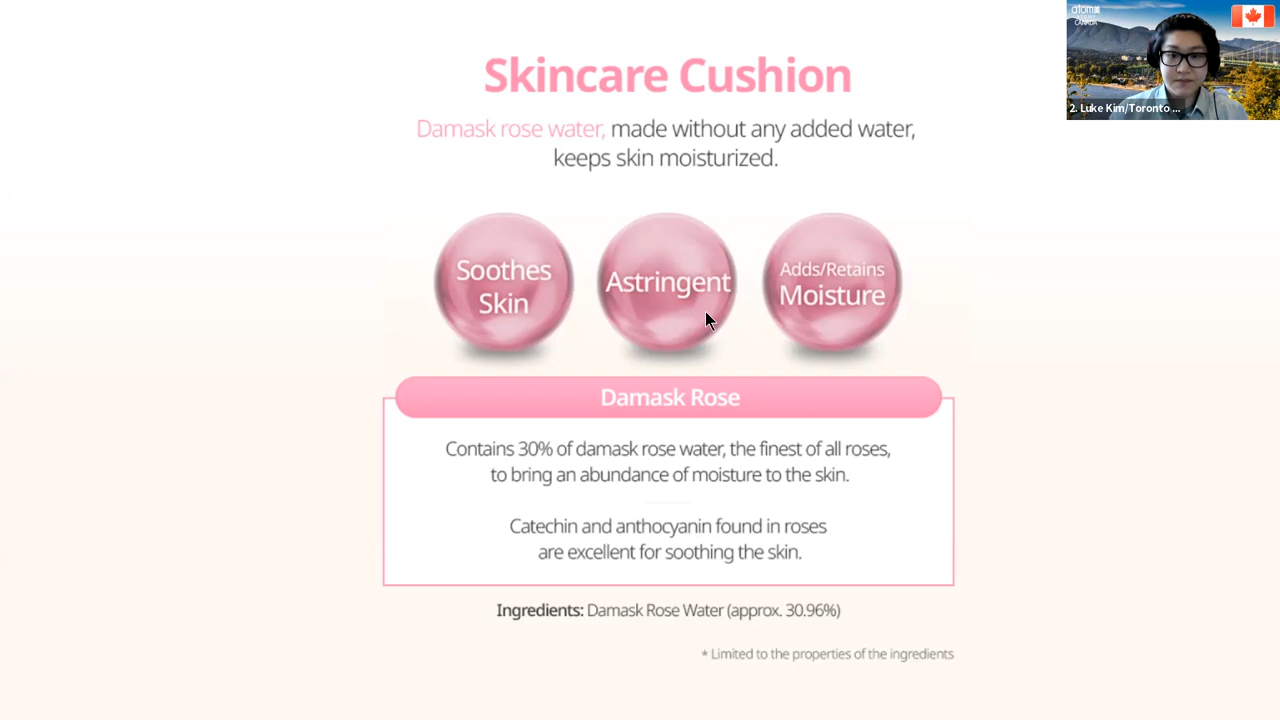 Skincare Cushion
Damask rose water, made without any added water,
keeps skin moisturized.
Soothes
Skin
Astringent
Adds/Retains
Moisture
Damask Rose
Contains 30% of damask rose water, the finest of all roses,
to bring an abundance of moisture to the skin.
Catechin and anthocyanin found in roses
are excellent for soothing the skin.
Ingredients: Damask Rose Water (approx. 30.96%)
* Limited to the properties of the ingredients
CANADA
2. Luke Kim/Toronto ...